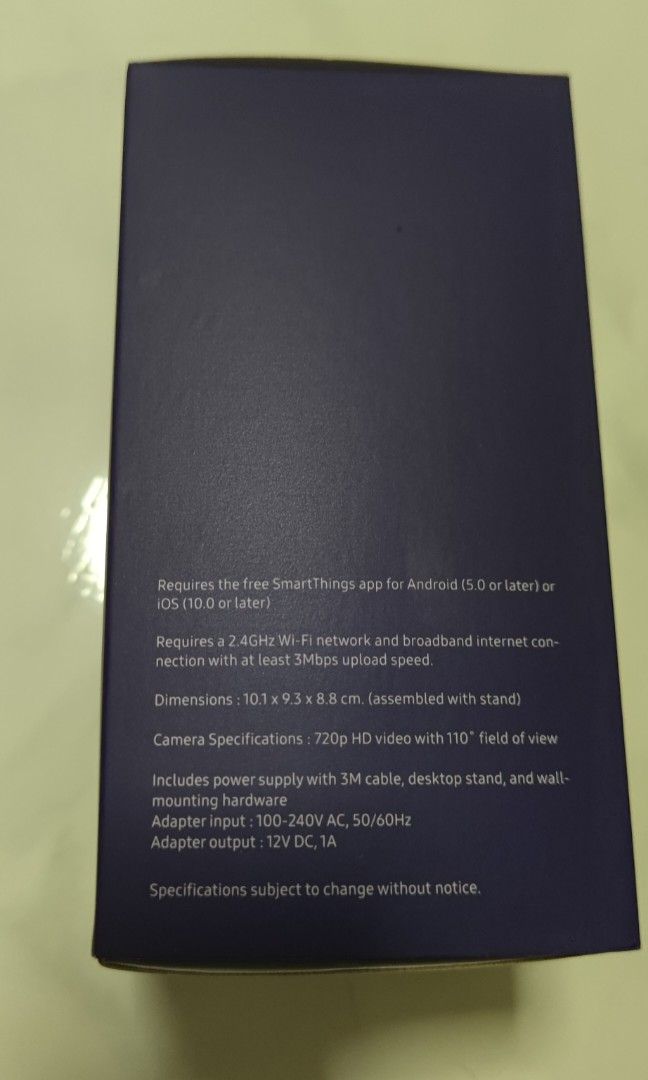 Requires the free SmartThings app for Android (5.0 or later) or
iOS (10.0 or later)
Requires a 2.4GHz Wi-Fi network and broadband internet con-
nection with at least 3Mbps upload speed.
Dimensions : 10.1 x 9.3 x 8.8 cm. (assembled with stand)
Camera Specifications : 720p HD video with 110° field of view
Includes power supply with 3M cable, desktop stand, and wall-
mounting hardware
Adapter input : 100-240V AC, 50/60Hz
Adapter output : 12V DC, 1A
Specifications subject to change without notice.